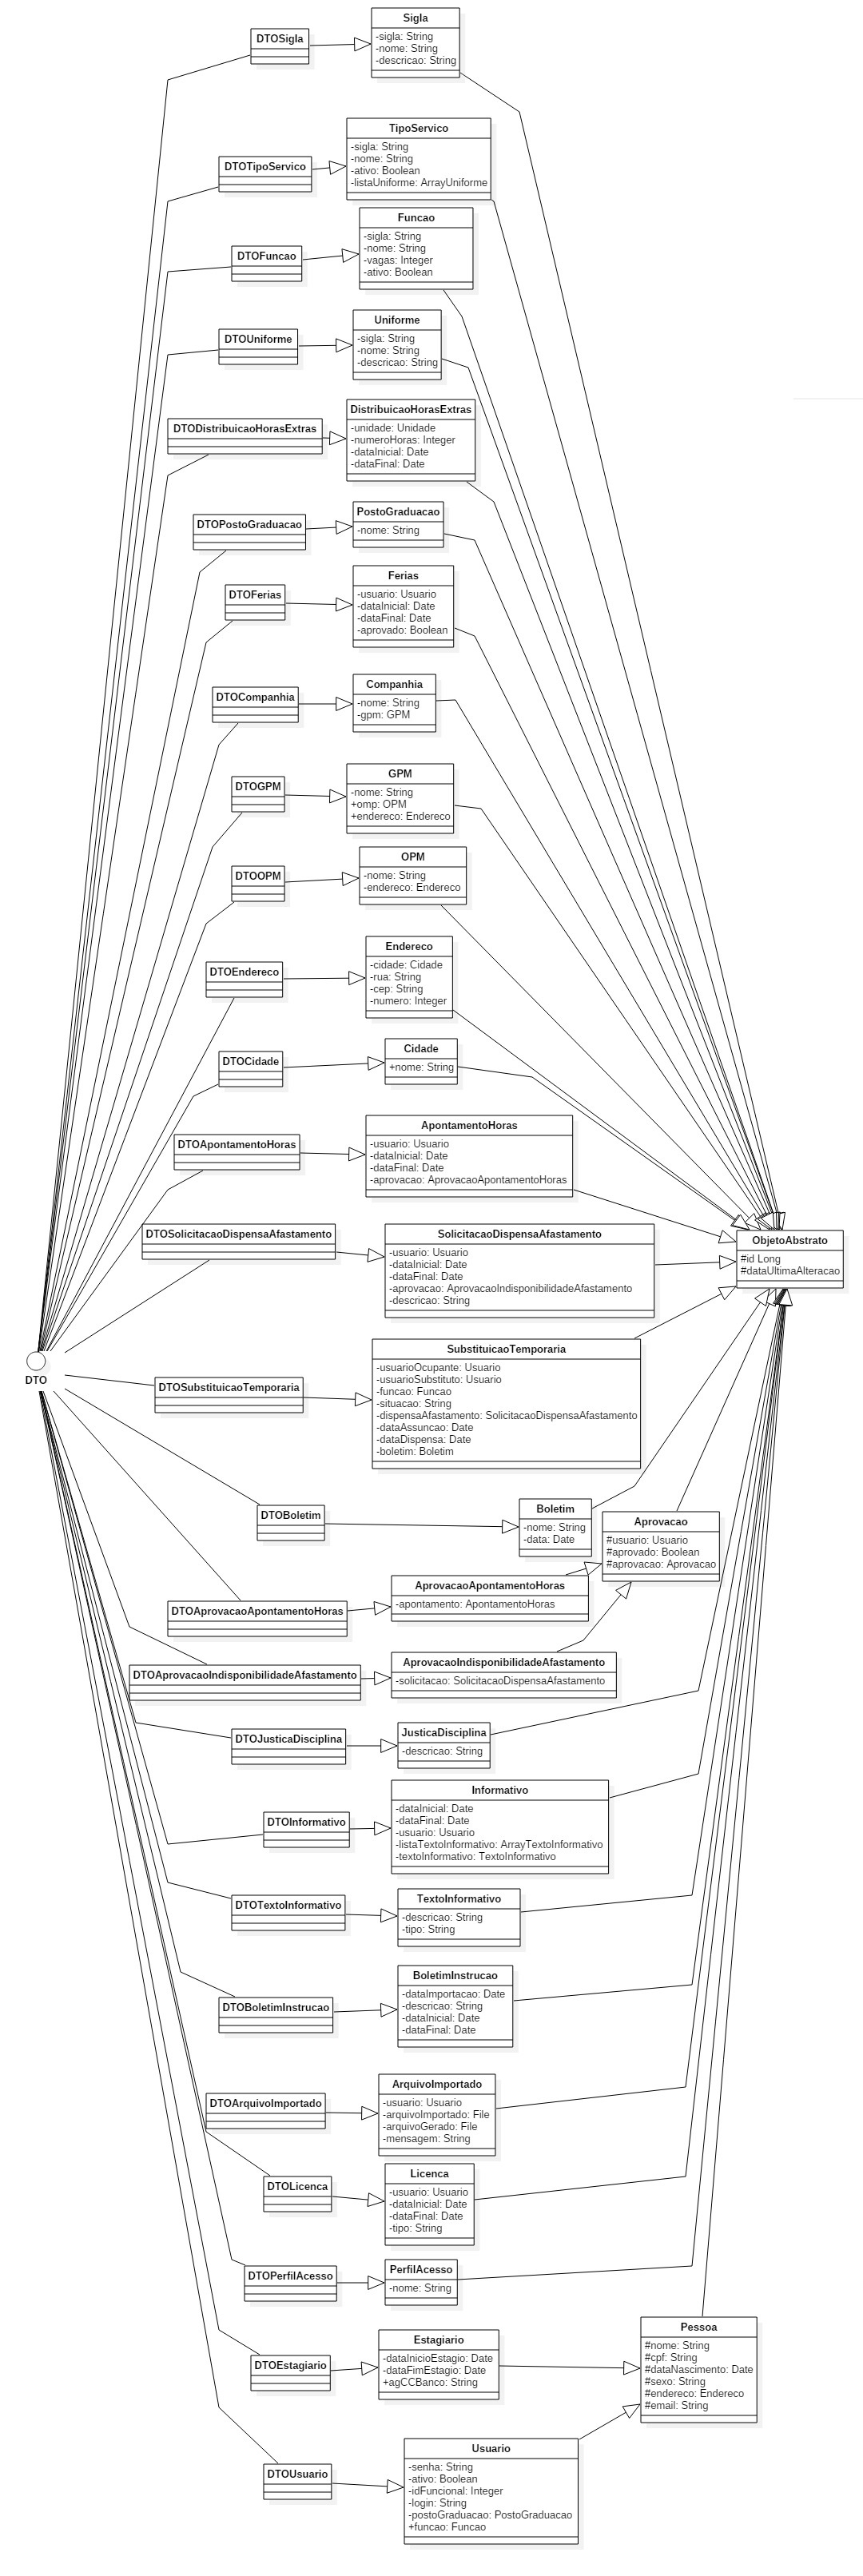 DTOSigla
Sigla
-sigla: String
-nome: String
-descricao: String
DTOTipoServico
TipoServico
-sigla: String
-nome: String
-ativo: Boolean
-listaUniforme: ArrayUniforme
DTOFuncao
Funcao
-sigla: String
-nome: String
-vagas: Integer
-ativo: Boolean
DTOUniforme
Uniforme
-sigla: String
-nome: String
-descricao: String
DTODistribuicaoHorasExtras
DistribuicaoHorasExtras
-unidade: Unidade
-numeroHoras: Integer
-dataInicial: Date
-dataFinal: Date
DTOPostoGraduacao
PostoGraduacao
-nome: String
DTOFerias
Ferias
-usuario: Usuario
-dataInicial: Date
-dataFinal: Date
-aprovado: Boolean
DTOCompanhia
Companhia
-nome: String
-gpm: GPM
DTOGPM
GPM
-nome: String
+omp: OPM
+endereco: Endereco
DTOOPM
OPM
-nome: String
-endereco: Endereco
DTOEndereco
Endereco
-cidade: Cidade
-rua: String
-cep: String
-numero: Integer
DTOCidade
Cidade
+nome: String
DTOApontamentoHoras
ApontamentoHoras
-usuario: Usuario
-dataInicial: Date
-dataFinal: Date
-aprovacao: AprovacaoApontamentoHoras
DTOSolicitacaoDispensaAfastamento
SolicitacaoDispensaAfastamento
-usuario: Usuario
-dataInicial: Date
-dataFinal: Date
-aprovacao: AprovacaoIndisponibilidadeAfastamento
-descricao: String
ObjetoAbstrato
#id Long
#dataUltimaAlteracao
DTO
DTOSubstituicaoTemporaria
SubstituicaoTemporaria
-usuarioOcupante: Usuario
-usuarioSubstituto: Usuario
-funcao: Funcao
-situacao: String
-dispensaAfastamento: SolicitacaoDispensaAfastamento
-dataAssuncao: Date
-dataDispensa: Date
-boletim: Boletim
DTOBoletim
Boletim
-nome: String
-data: Date
Aprovacao
#usuario: Usuario
#aprovado: Boolean
#aprovacao: Aprovacao
DTOAprovacaoApontamentoHoras
AprovacaoApontamentoHoras
-apontamento: ApontamentoHoras
DTOAprovacaoIndisponibilidadeAfastamento
AprovacaoIndisponibilidadeAfastamento
-solicitacao: SolicitacaoDispensaAfastamento
DTOJusticaDisciplina
JusticaDisciplina
-descricao: String
DTOInformativo
Informativo
-dataInicial: Date
-dataFinal: Date
-usuario: Usuario
-listaTextoInformativo: ArrayTextoInformativo
-textoInformativo: TextoInformativo
DTOTextoInformativo
TextoInformativo
-descricao: String
-tipo: String
DTOBoletimInstrucao
BoletimInstrucao
-dataImportacao: Date
-descricao: String
-dataInicial: Date
-dataFinal: Date
DTOArquivoImportado
ArquivoImportado
-usuario: Usuario
-arquivoImportado: File
-arquivoGerado: File
-mensagem: String
DTOLicenca
Licenca
-usuario: Usuario
-dataInicial: Date
-dataFinal: Date
-tipo: String
DTOPerfilAcesso
PerfilAcesso
-nome: String
DTOEstagiario
Estagiario
-dataInicioEstagio: Date
-dataFimEstagio: Date
+agCCBanco: String
Pessoa
#nome: String
#cpf: String
#dataNascimento: Date
#sexo: String
#endereco: Endereco
#email: String
DTOUsuario
Usuario
-senha: String
-ativo: Boolean
-idFuncional: Integer
-login: String
-postoGraduacao: PostoGraduacao
+funcao: Funcao